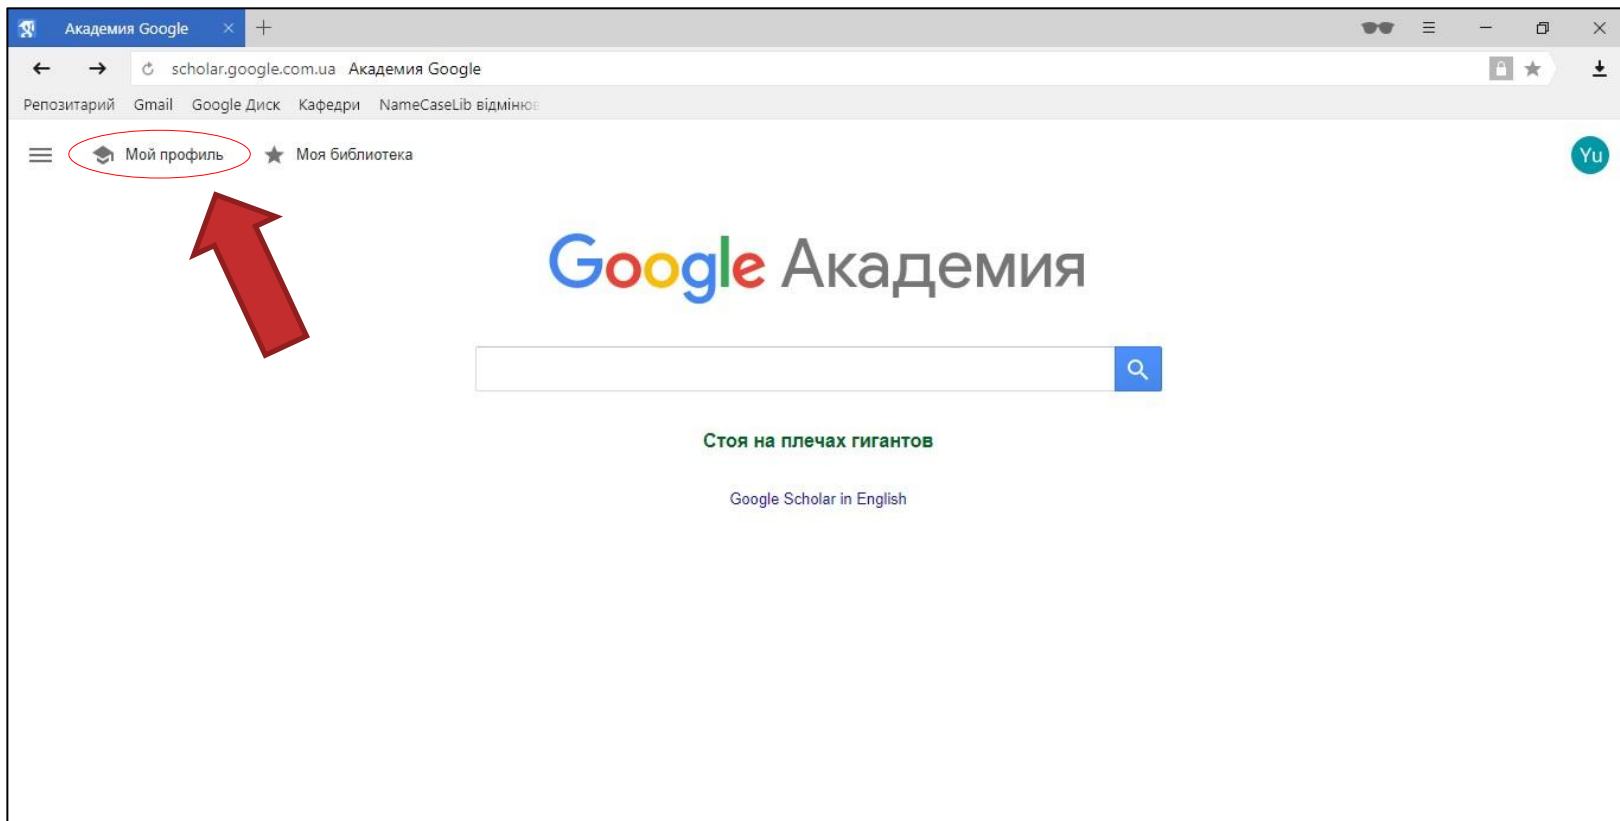 Академия Google
scholar.google.com.ua Академия Google
Репозитарий Gmail Google Диск Кафедри NameCaseLib
Мой профиль Моя библиотека Yu
Google Академия
Стоя на плечах гигантов
Google Scholar in English